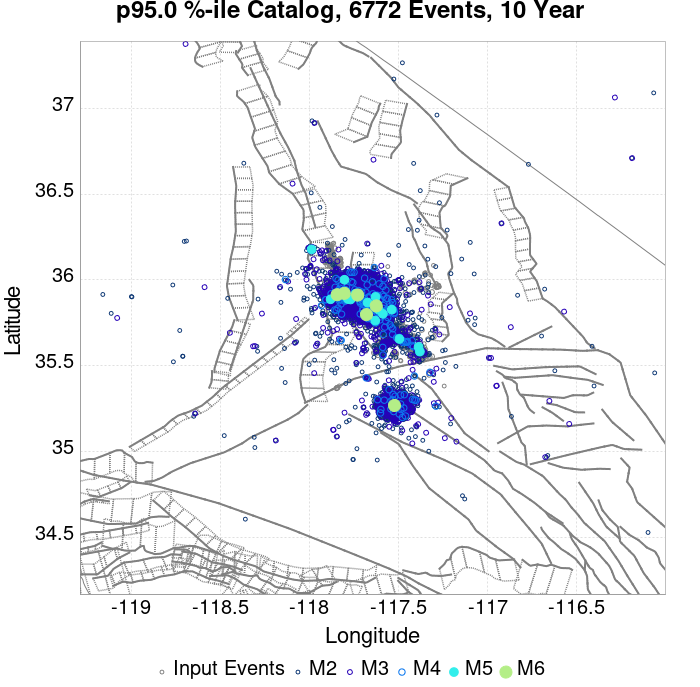 p95.0 %-ile Catalog, 6772 Events, 10 Year
37
36.5
36
35.5
35
34.5
Latitude
-119
-118.5
-118
-117.5
-117
-116.5
Longitude
Input Events
M2
M3
M4
M5
M6